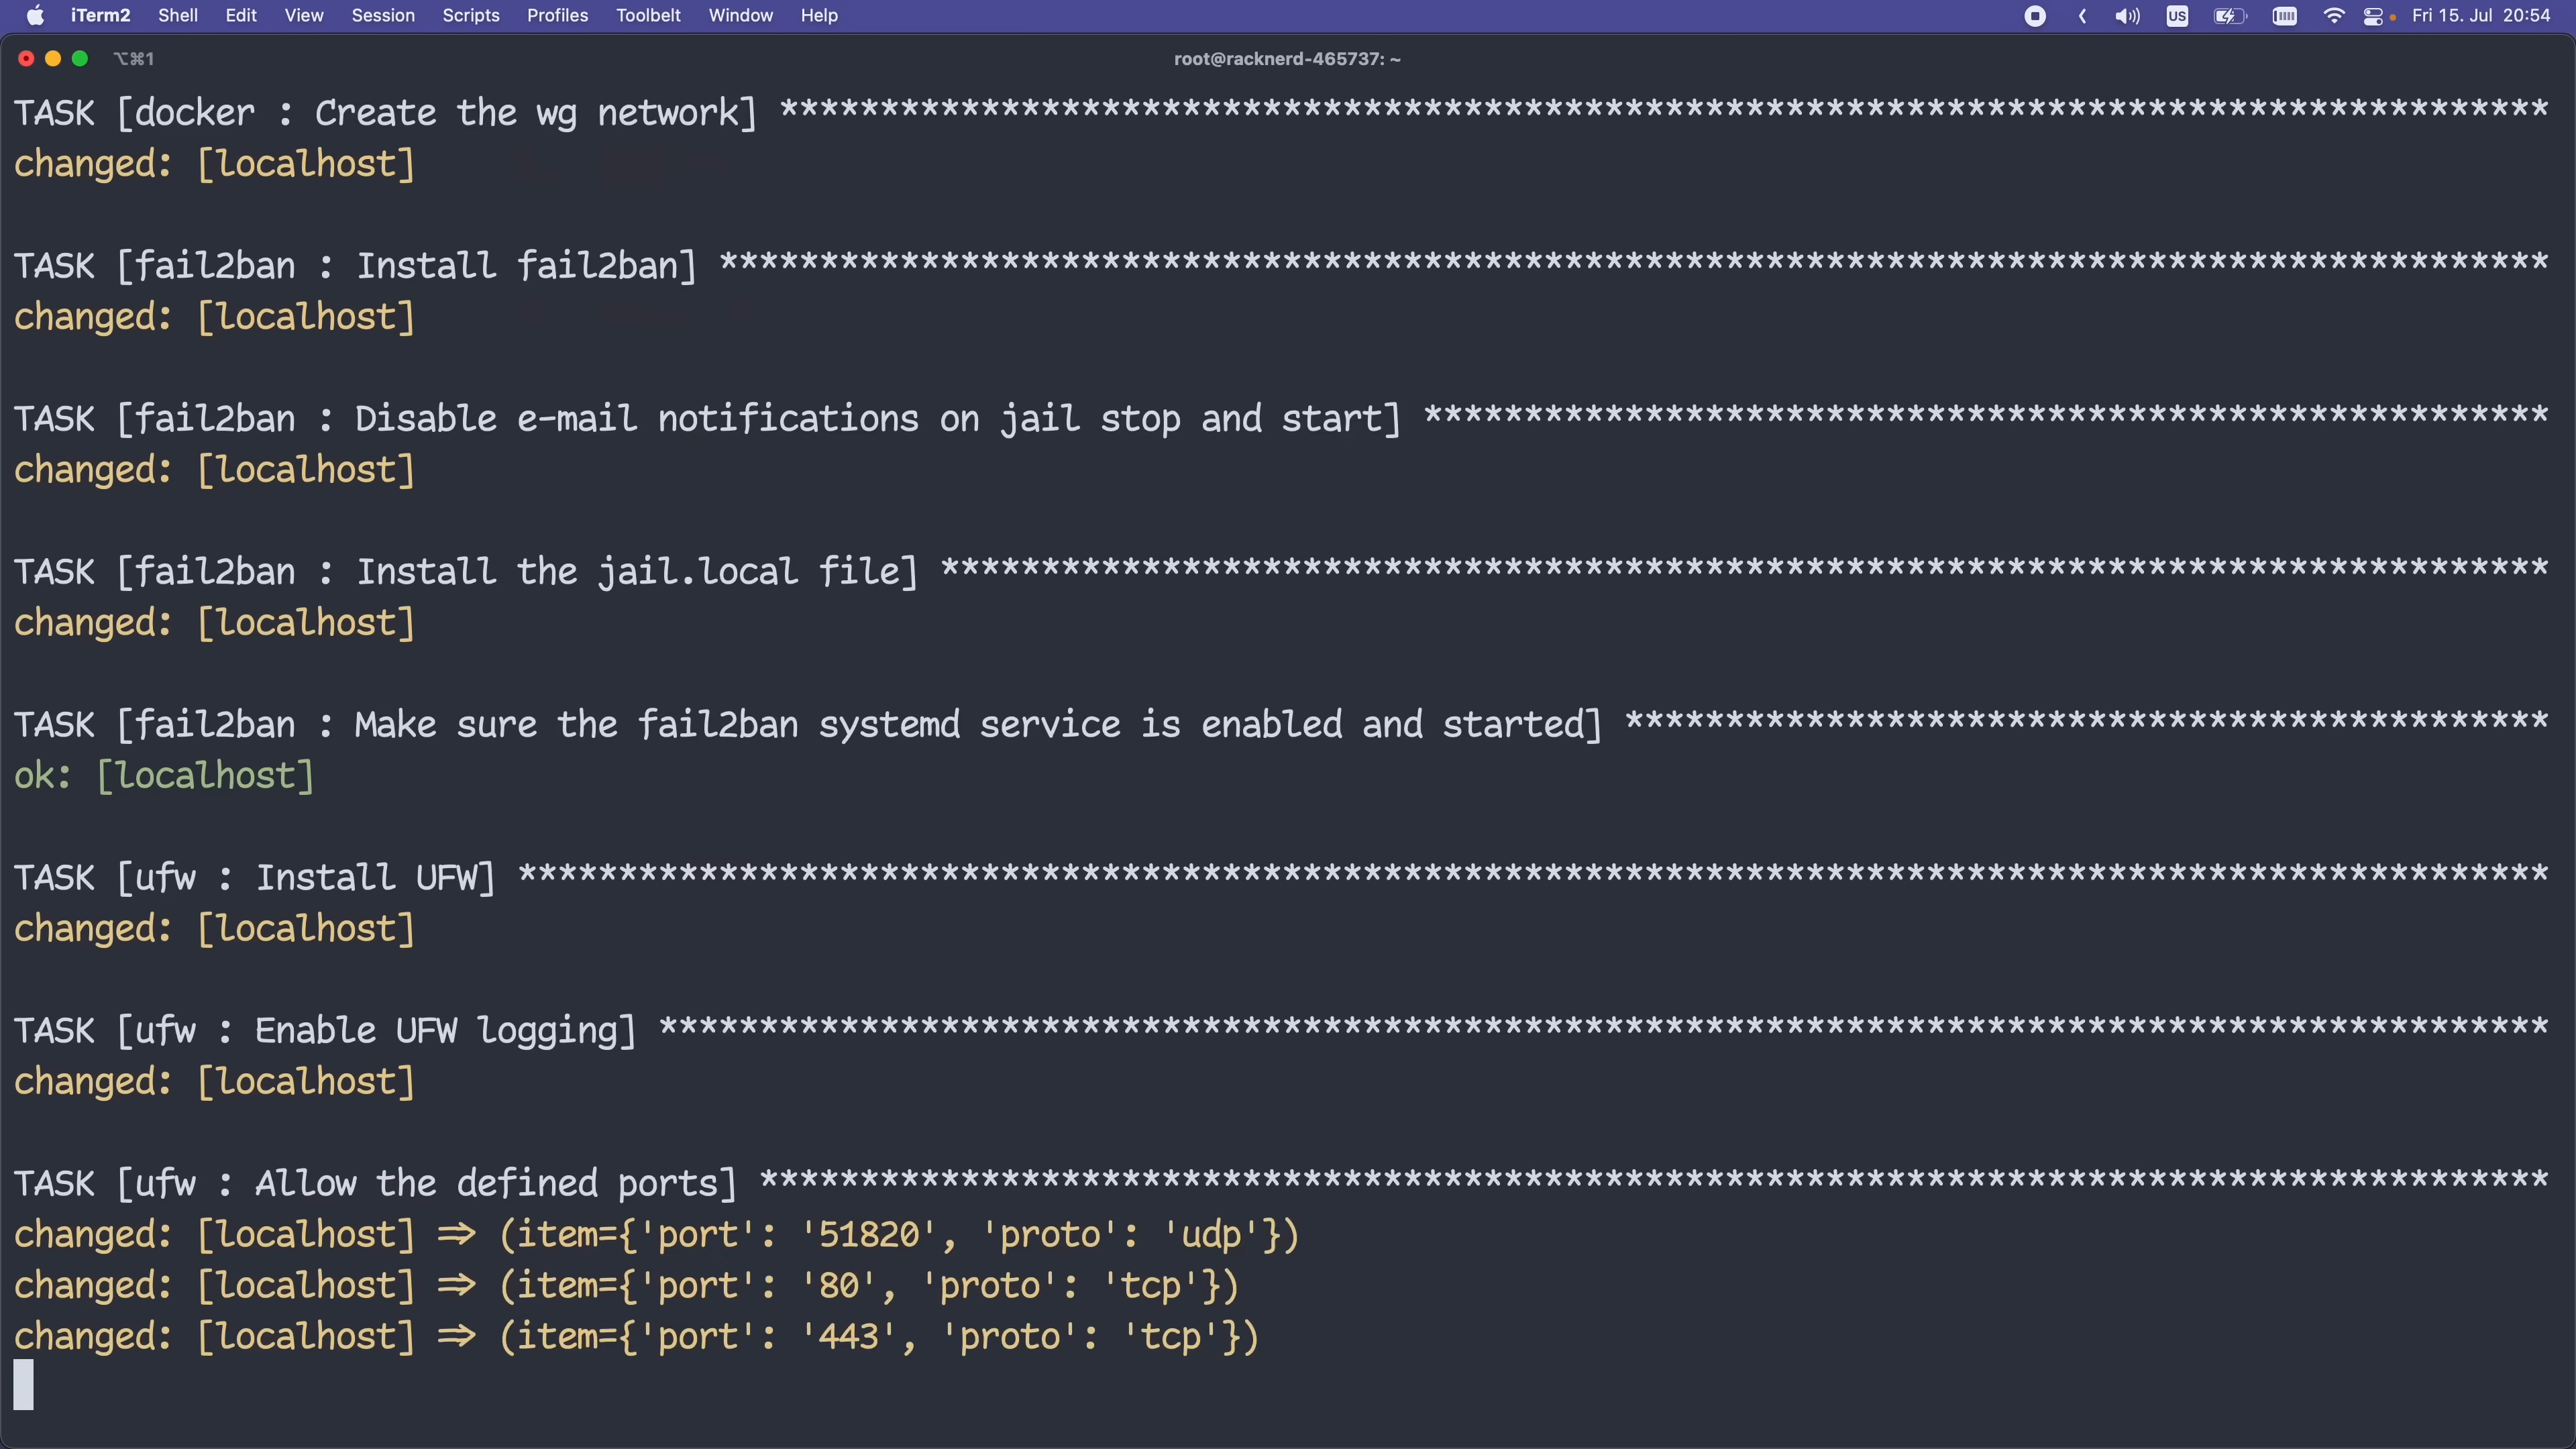 iTerm2 Shell Edit View Session Scripts Profiles Toolbelt Window Help US Fri 15. Jul 20:54
⌥⌘1 root@racknerd-465737: ~
TASK [docker : Create the wg network] ****************************************************************************************
changed: [localhost]
TASK [fail2ban : Install fail2ban] *******************************************************************************************
changed: [localhost]
TASK [fail2ban : Disable e-mail notifications on jail stop and start] ********************************************************
changed: [localhost]
TASK [fail2ban : Install the jail.local file] ********************************************************************************
changed: [localhost]
TASK [fail2ban : Make sure the fail2ban systemd service is enabled and started] **********************************************
ok: [localhost]
TASK [ufw : Install UFW] *****************************************************************************************************
changed: [localhost]
TASK [ufw : Enable UFW logging] **********************************************************************************************
changed: [localhost]
TASK [ufw : Allow the defined ports] *****************************************************************************************
changed: [localhost] => (item={'port': '51820', 'proto': 'udp'})
changed: [localhost] => (item={'port': '80', 'proto': 'tcp'})
changed: [localhost] => (item={'port': '443', 'proto': 'tcp'})